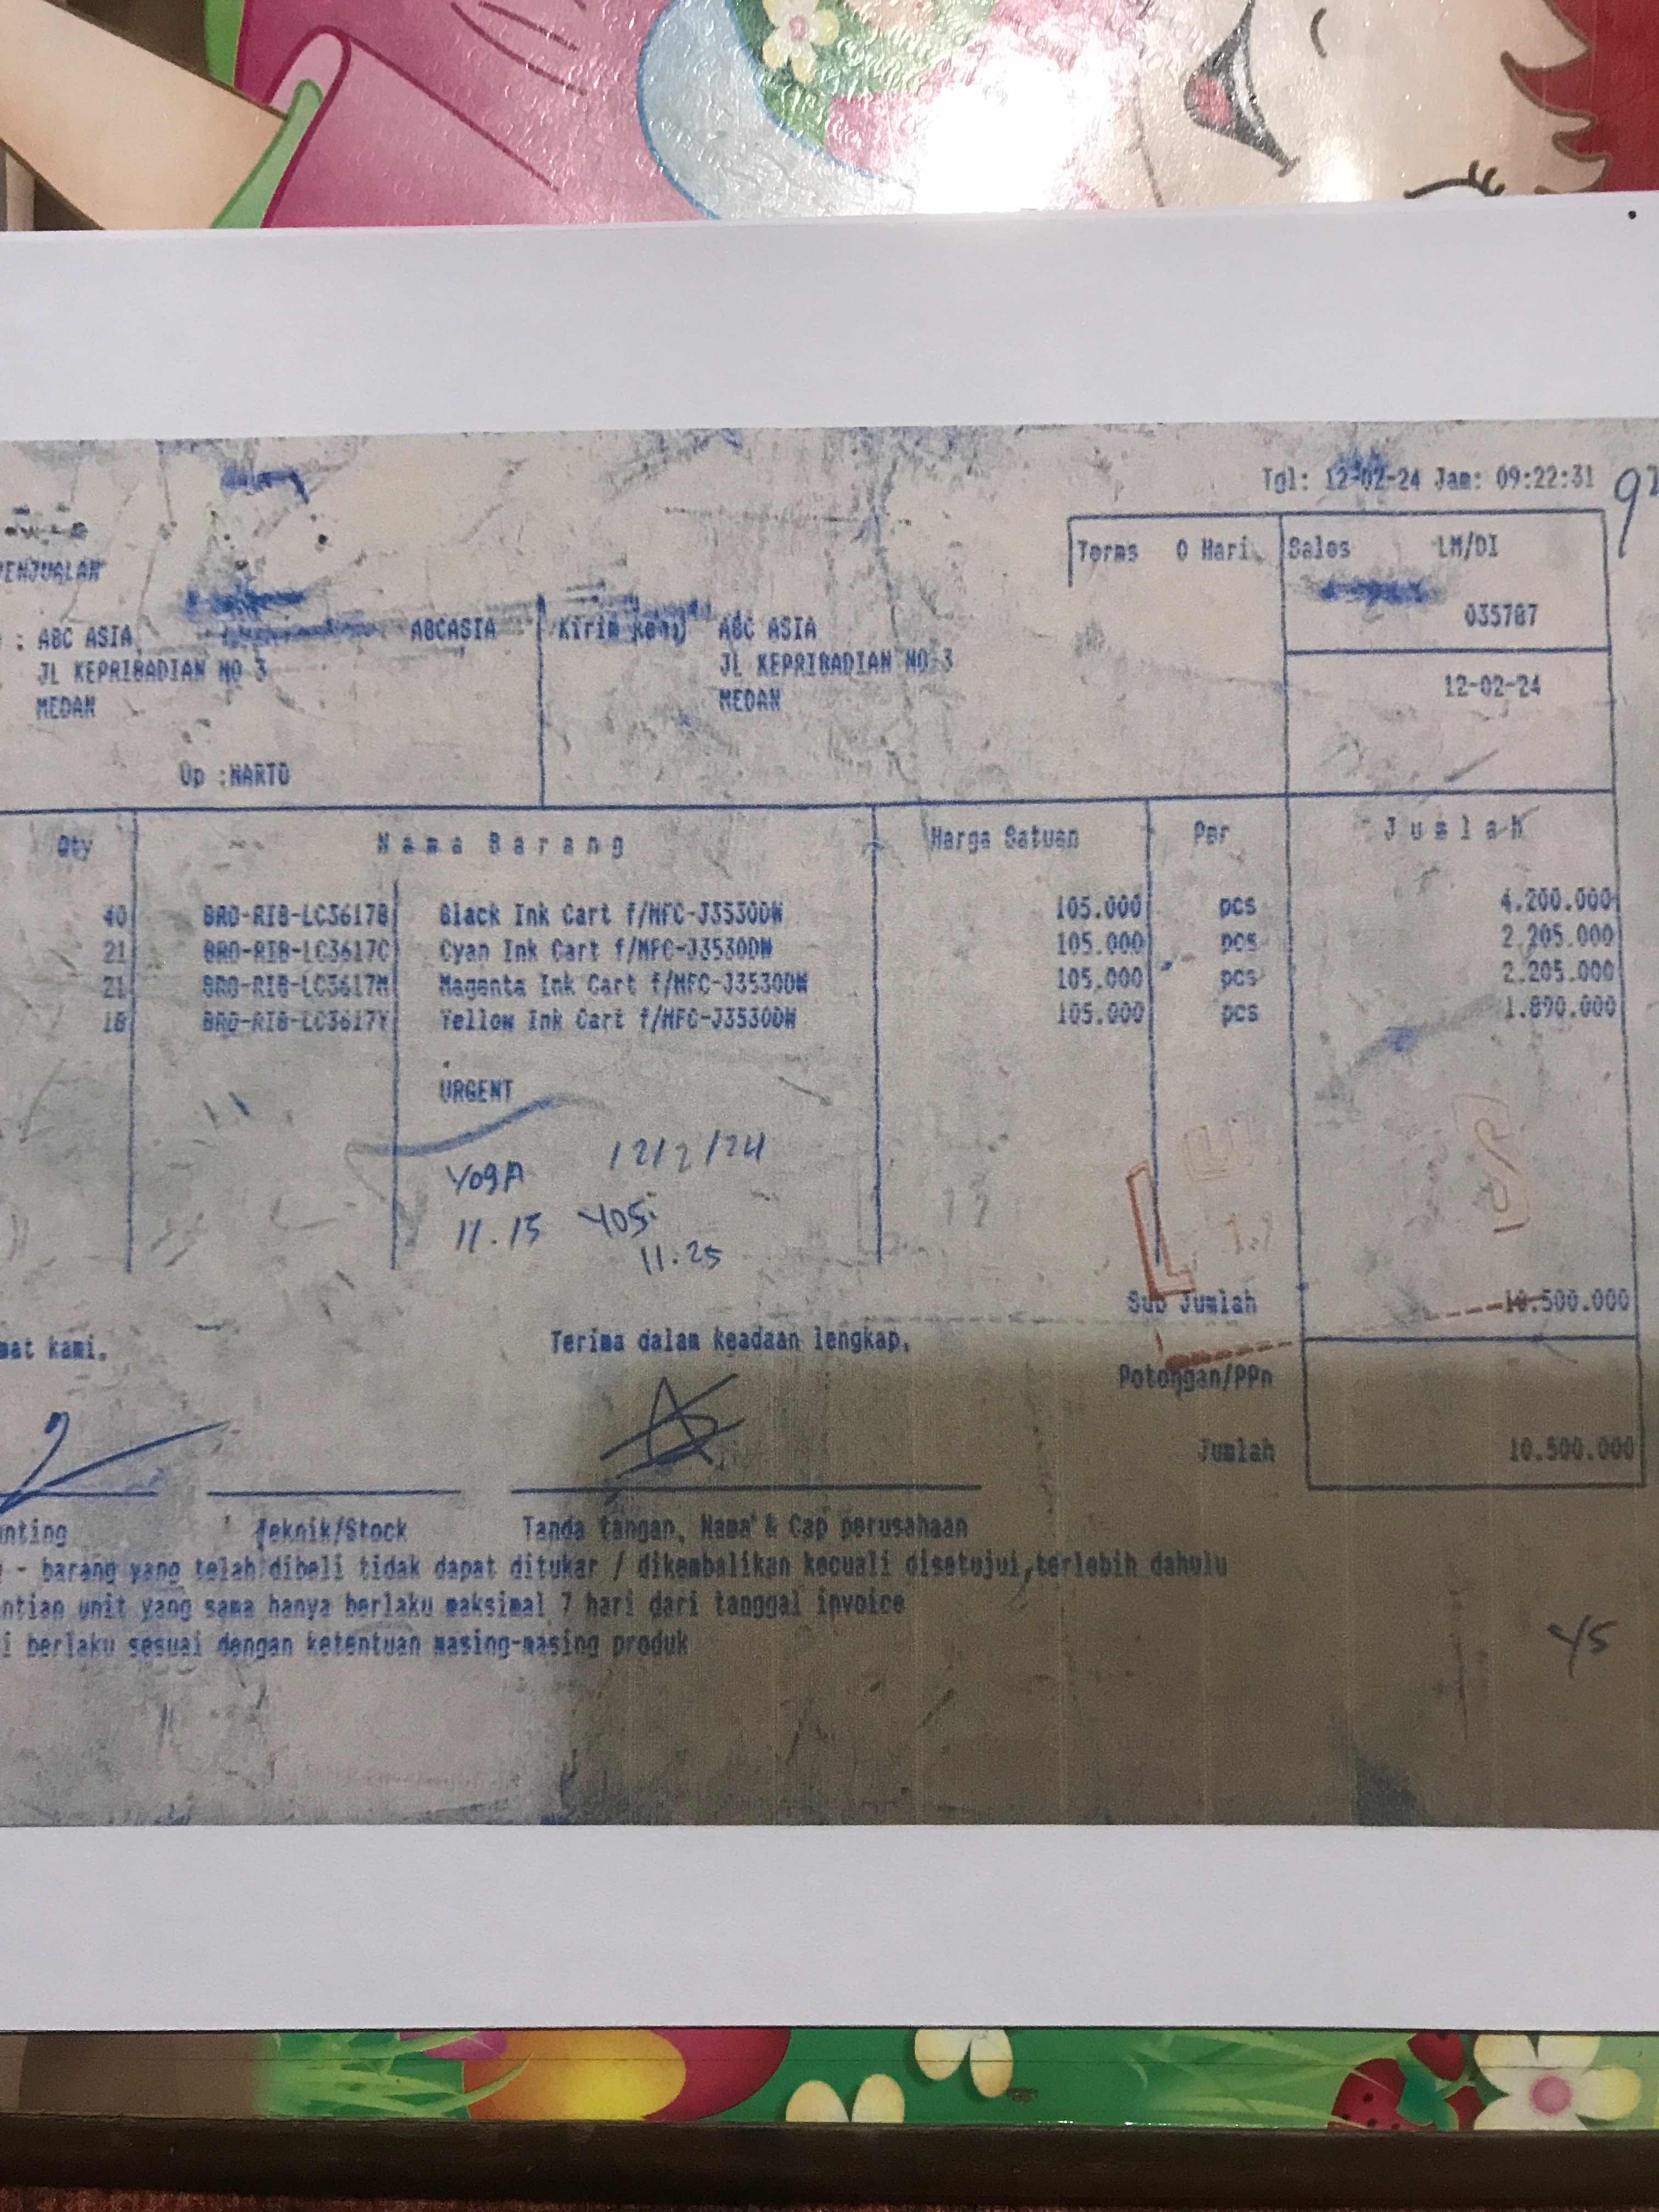 Tgl: 12-02-24 Jam: 09:22:31
Terms 0 Hari Sales LM/DI
PENJUALAN
035787
: ABC ASIA ABCASIA Kirim ABC ASIA
JL KEPRIBADIAN NO 3 JL KEPRIBADIAN NO 3
MEDAN MEDAN
12-02-24
Up :NARTO
Qty Nama Barang Harga Satuan Per Jumlah
40 BRO-RIB-LC3617B Black Ink Cart f/MFC-J3530DW 105.000 pcs 4.200.000
21 BRO-RIB-LC3617C Cyan Ink Cart f/MFC-J3530DW 105.000 pcs 2.205.000
21 BRO-RIB-LC3617M Magenta Ink Cart f/MFC-J3530DW 105.000 pcs 2.205.000
18 BRO-RIB-LC3617Y Yellow Ink Cart f/MFC-J3530DW 105.000 pcs 1.890.000
URGENT
YogA 12/2/24
11.15 Yosi
11.25
Sub Jumlah 10.500.000
mat kami. Terima dalam keadaan lengkap,
Potongan/PPn
Jumlah 10.500.000
unting Teknik/Stock Tanda tangan, Nama & Cap perusahaan
- barang yang telah dibeli tidak dapat ditukar / dikembalikan kecuali disetujui terlebih dahulu
ntian unit yang sama hanya berlaku maksimal 7 hari dari tanggal invoice
i berlaku sesuai dengan ketentuan masing-masing produk